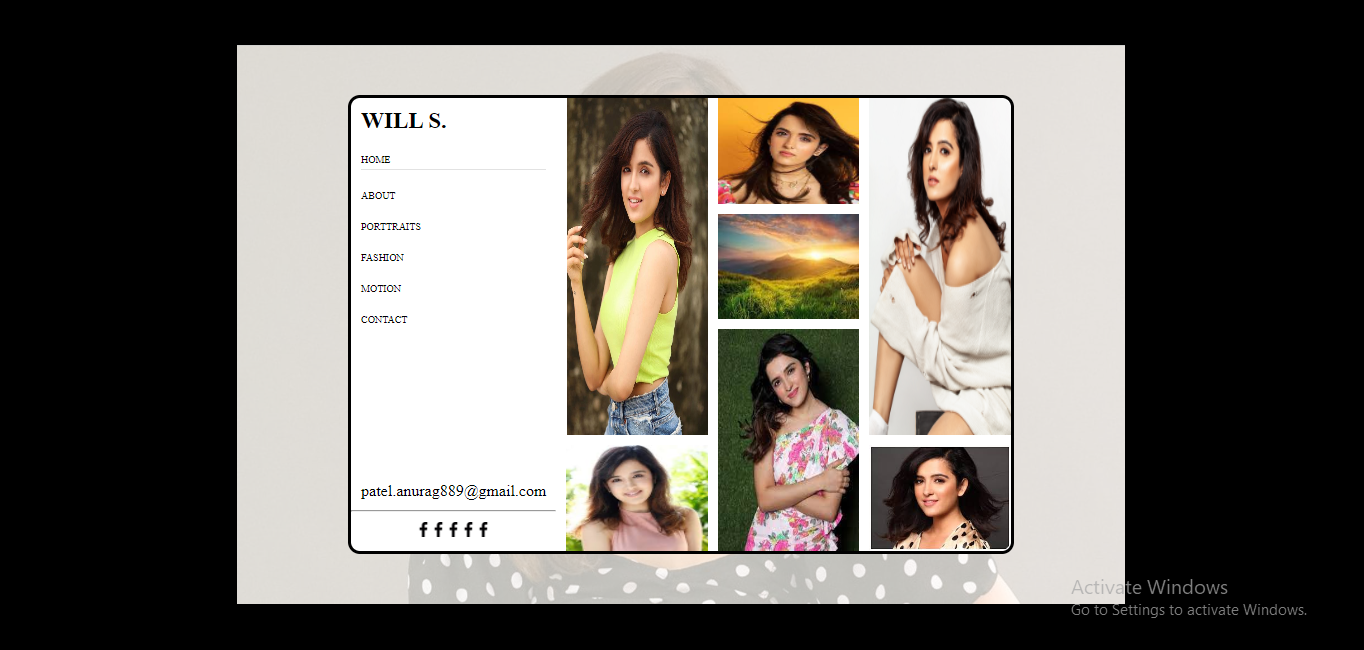 WILL S.
HOME
ABOUT
PORTTRAITS
FASHION
MOTION
CONTACT
patel.anurag889@gmail.com
Activate Windows
Go to Settings to activate Windows.